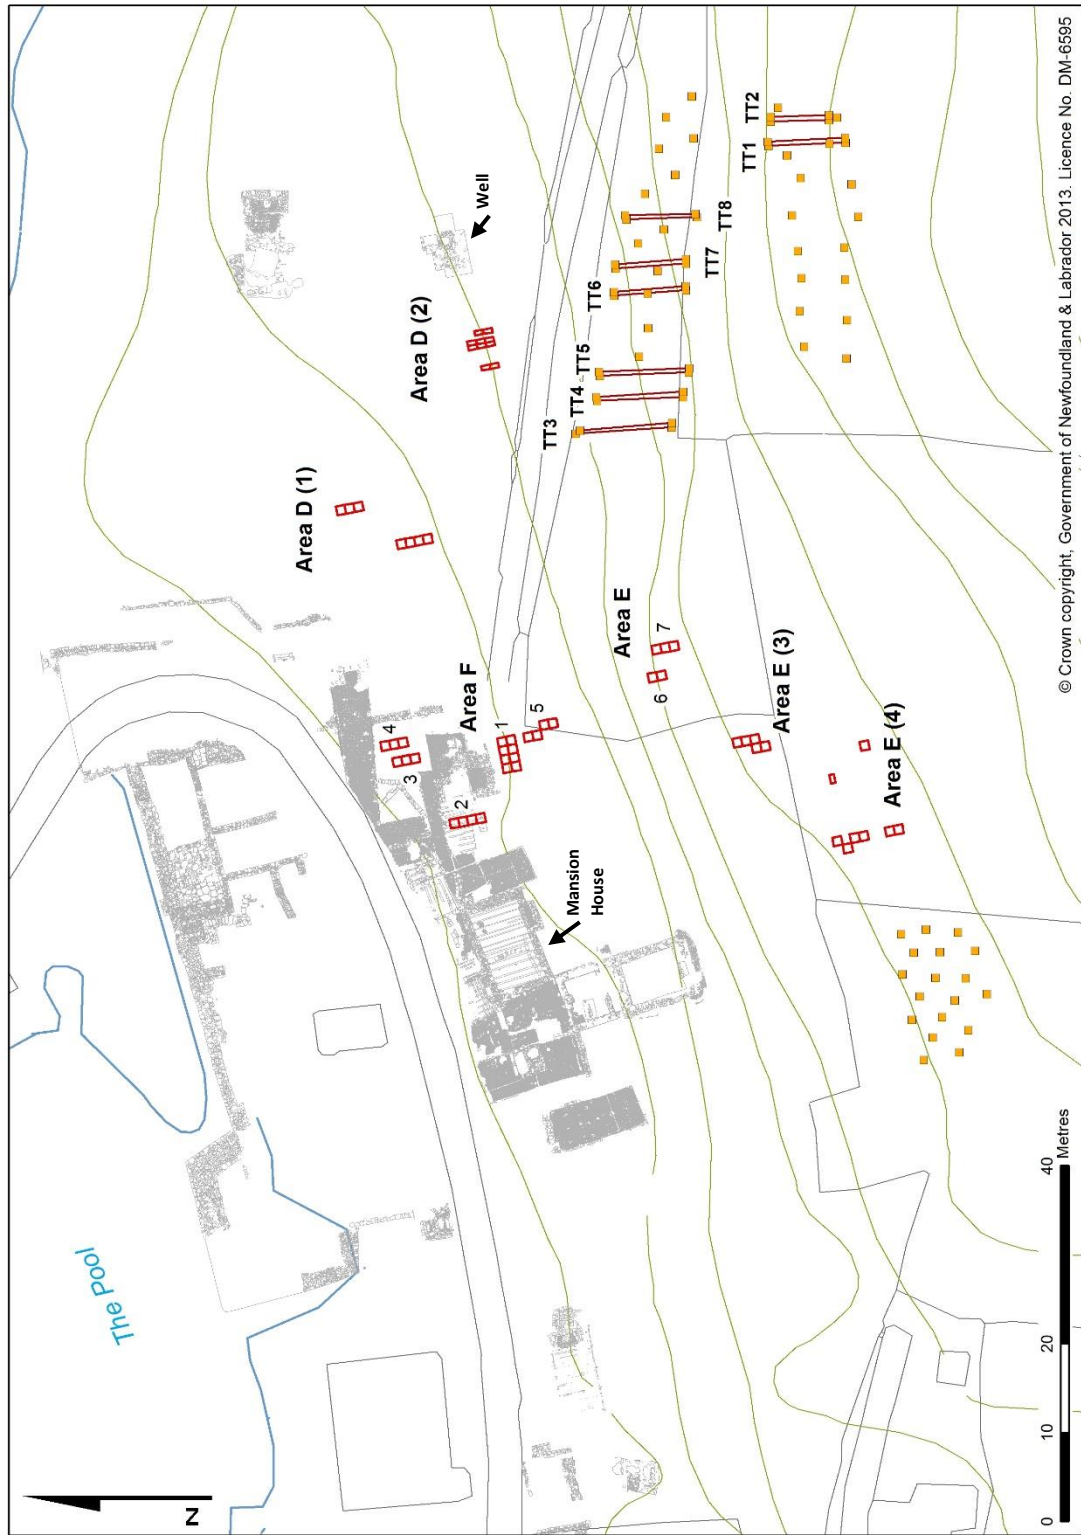 The Pool
N
Well
Area D (2)
Area D (1)
Area F
4
3
1
2
5
Mansion
House
Area E
7
6
Area E (3)
Area E (4)
TT3
TT4
TT5
TT6
TT7
TT8
TT1
TT2
0
10
20
40
Metres
© Crown copyright, Government of Newfoundland & Labrador 2013. Licence No. DM-6595